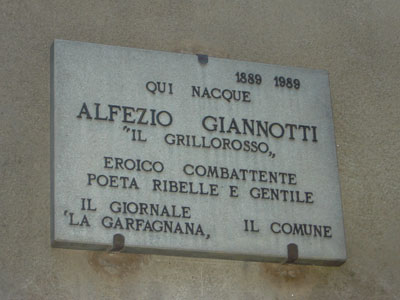 1889 1989
QUI NACQUE
ALFEZIO GIANNOTTI
"IL GRILLOROSSO„
EROICO COMBATTENTE
POETA RIBELLE E GENTILE
IL GIORNALE
'LA GARFAGNANA, IL COMUNE